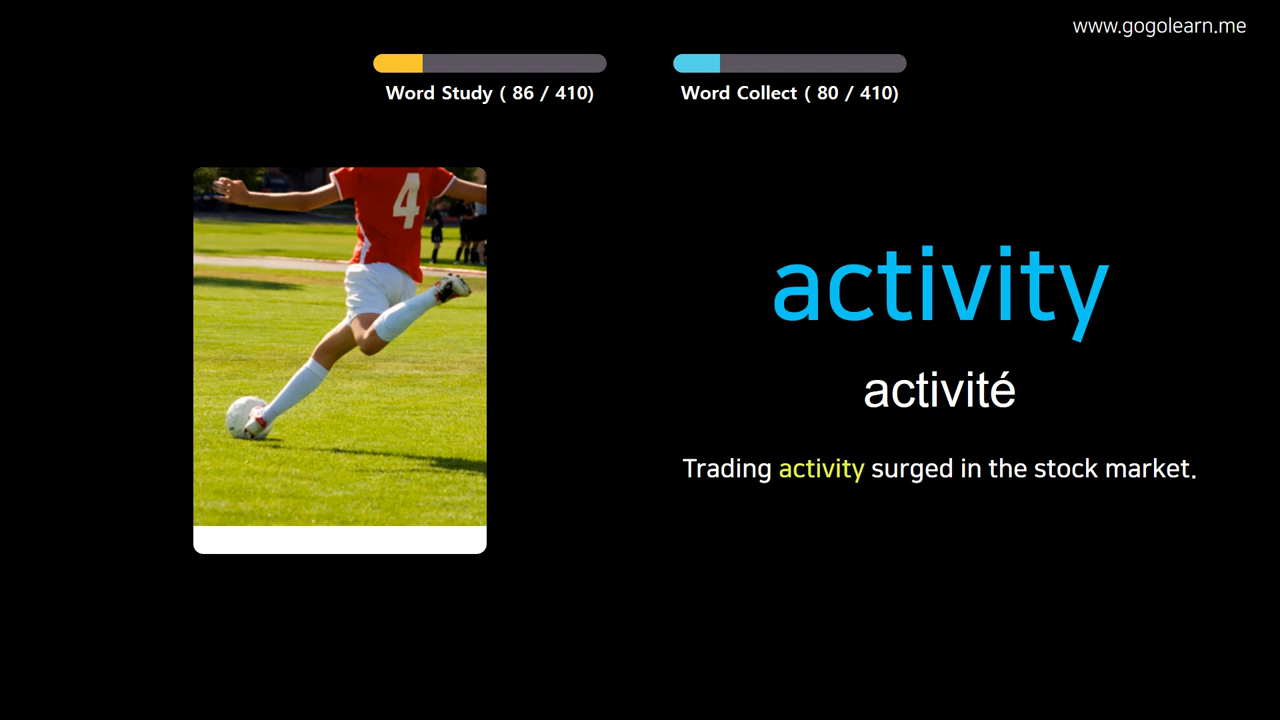 www.gogolearn.me
Word Study ( 86 / 410)
Word Collect ( 80 / 410)
4
activity
activité
Trading activity surged in the stock market.